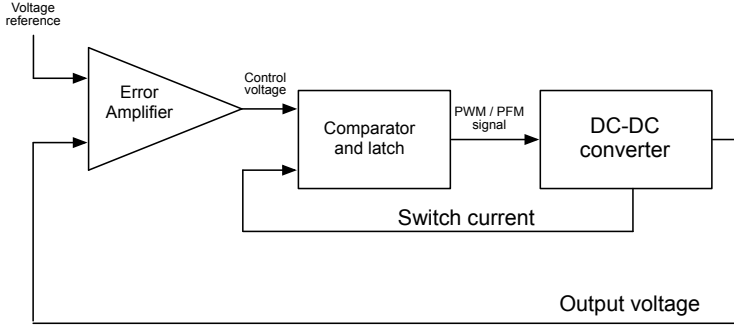 Voltage
reference
Error
Amplifier
Control
voltage
Comparator
and latch
PWM / PFM
signal
DC-DC
converter
Switch current
Output voltage